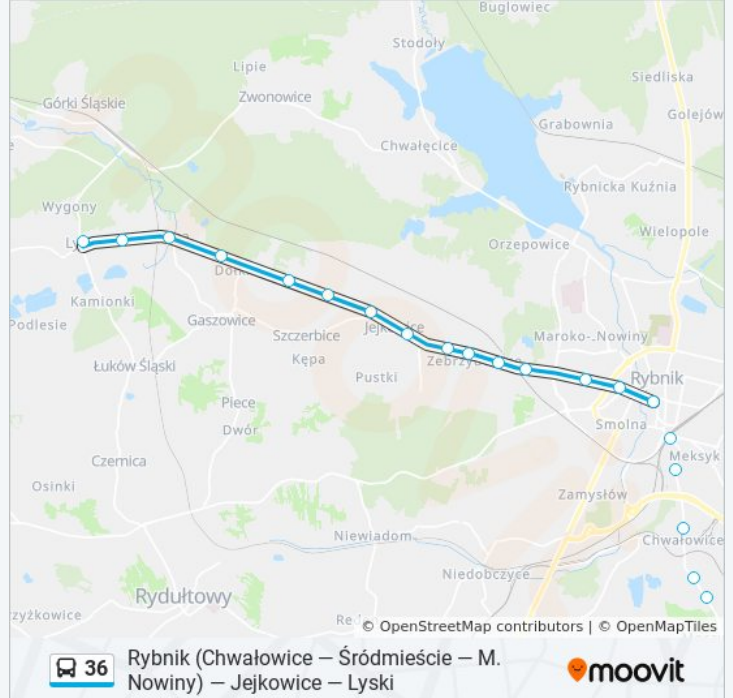 Buglowiec
Stodoły
Lipie
Siedliska
Zwonowice
Górki Śląskie
Golejów
Grabownia
Chwałęcice
Rybnicka Kuźnia
Wygony
Wielopole
Orzepowice
Kamionki
Podlesie
Gaszowice
Szczerbice
Maroko-Nowiny
Kępa
Łuków Śląski
Pustki
Rybnik
Piece
Dwór
Smolna
Meksyk
Czernica
Osinki
Zamysłów
Niewiadom
Chwałowice
Niedobczyce
Rydułtowy
© OpenStreetMap contributors | © OpenMapTiles
36
Rybnik (Chwałowice — Śródmieście — M.
Nowiny) — Jejkowice — Lyski
moovit